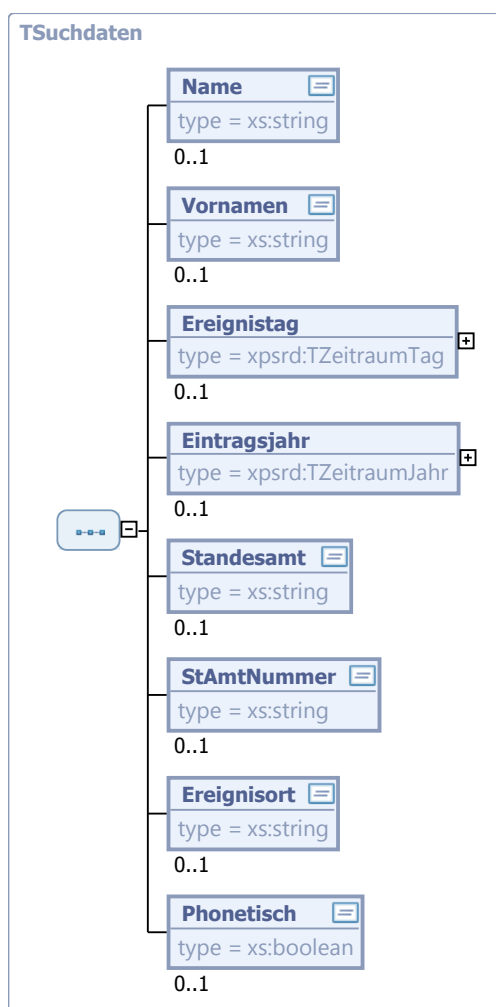 TSuchdaten
Name
type = xs:string
0..1
Vornamen
type = xs:string
0..1
Ereignistag
type = xpsrd:TZeitraumTag
0..1
Eintragsjahr
type = xpsrd:TZeitraumJahr
0..1
Standesamt
type = xs:string
0..1
StAmtNummer
type = xs:string
0..1
Ereignisort
type = xs:string
0..1
Phonetisch
type = xs:boolean
0..1